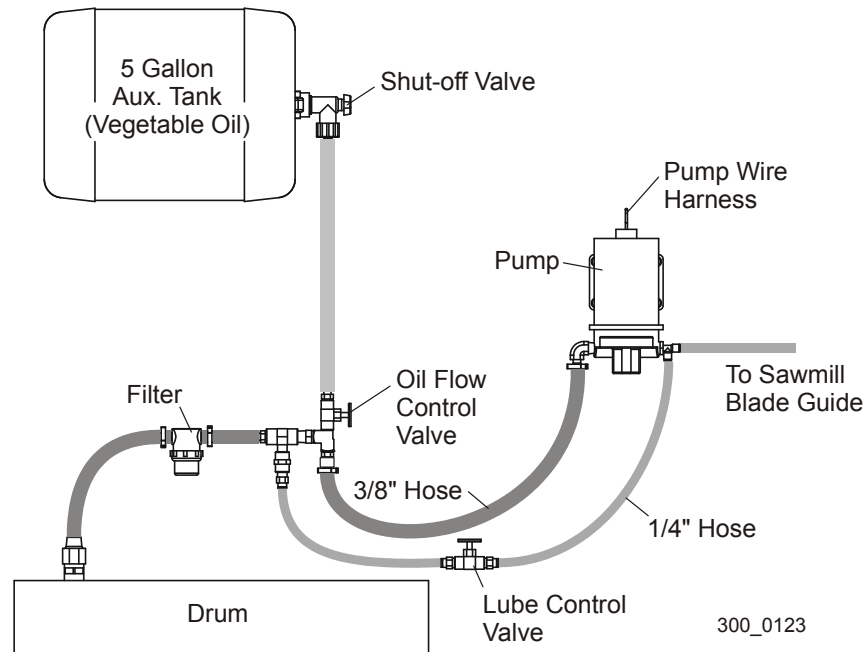 5 Gallon
Aux. Tank
(Vegetable Oil)
Shut-off Valve
Pump Wire
Harness
Pump
To Sawmill
Blade Guide
Oil Flow
Control
Valve
Filter
3/8" Hose
1/4" Hose
Lube Control
Valve
Drum
300_0123